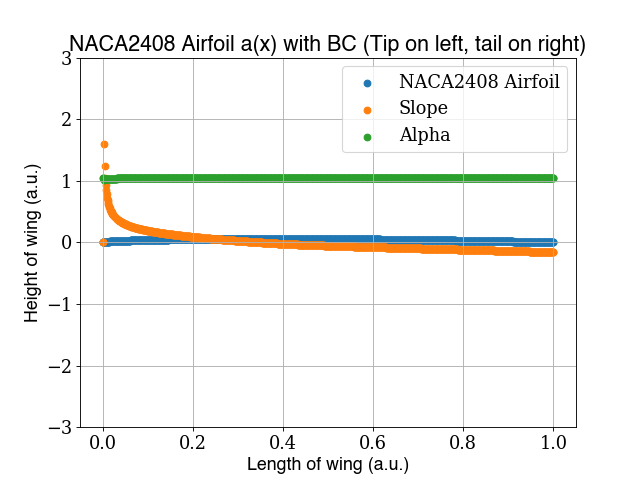 NACA2408 Airfoil a(x) with BC (Tip on left, tail on right)
NACA2408 Airfoil
Slope
Alpha
Height of wing (a.u.)
3
2
1
0
−1
−2
−3
0.0 0.2 0.4 0.6 0.8 1.0
Length of wing (a.u.)